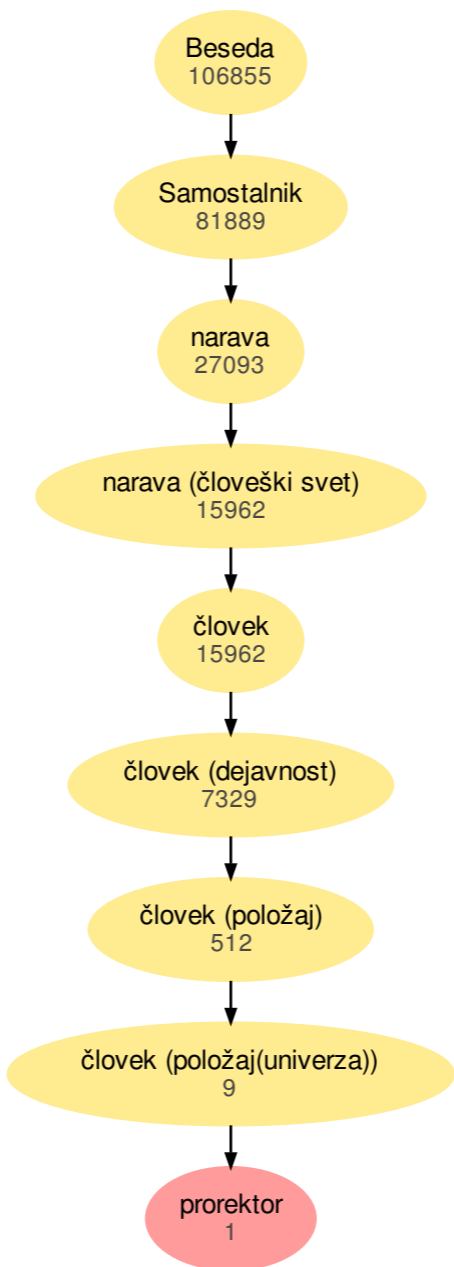 Beseda
106855
Samostalnik
81889
narava
27093
narava (človeški svet)
15962
človek
15962
človek (dejavnost)
7329
človek (položaj)
512
človek (položaj(univerza))
9
prorektor
1